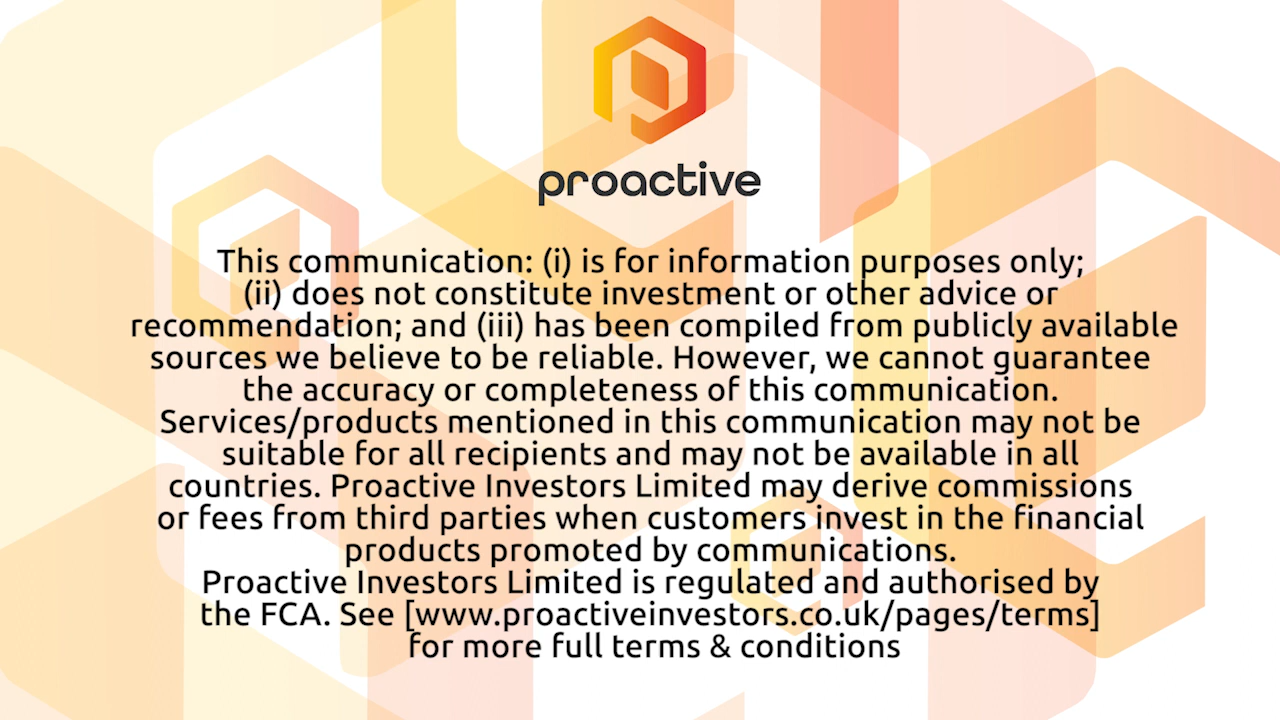 proactive
This communication: (i) is for information purposes only;
(ii) does not constitute investment or other advice or
recommendation; and (iii) has been compiled from publicly available
sources we believe to be reliable. However, we cannot guarantee
the accuracy or completeness of this communication.
Services/products mentioned in this communication may not be
suitable for all recipients and may not be available in all
countries. Proactive Investors Limited may derive commissions
or fees from third parties when customers invest in the financial
products promoted by communications.
Proactive Investors Limited is regulated and authorised by
the FCA. See [www.proactiveinvestors.co.uk/pages/terms]
for more full terms & conditions